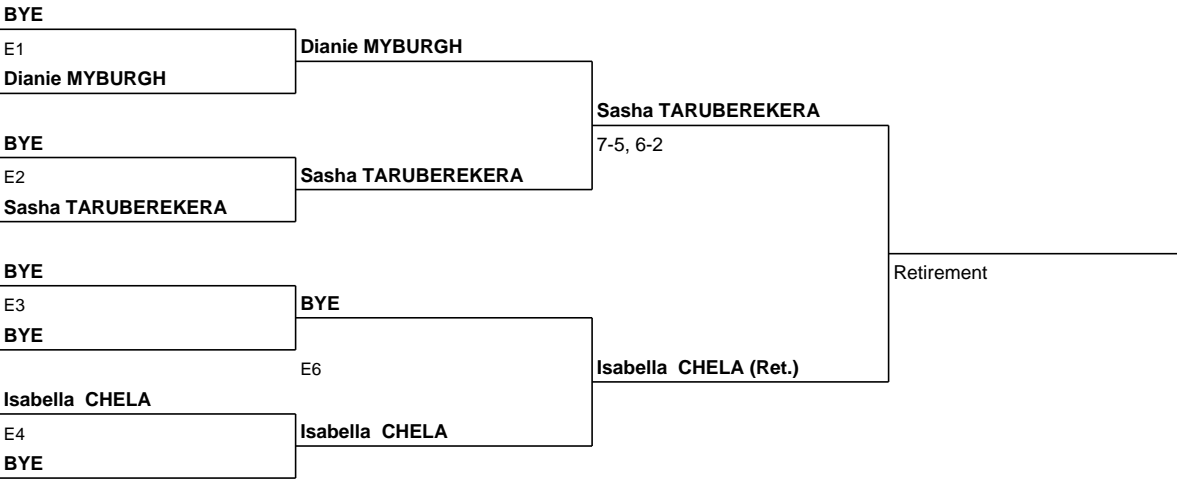 BYE
E1
Dianie MYBURGH
Dianie MYBURGH
Sasha TARUBEREKERA
BYE
7-5, 6-2
E2
Sasha TARUBEREKERA
Sasha TARUBEREKERA
BYE
Retirement
E3
BYE
BYE
E6
Isabella CHELA (Ret.)
Isabella CHELA
E4
Isabella CHELA
BYE